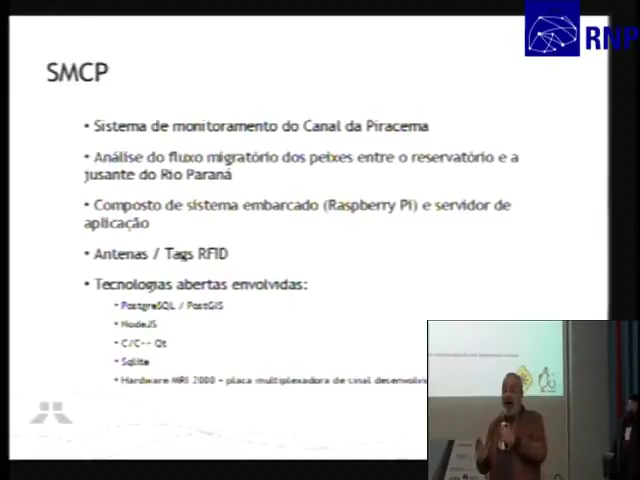 RNP
SMCP
• Sistema de monitoramento do Canal da Piracema
• Análise do fluxo migratório dos peixes entre o reservatório e a
jusante do Rio Paraná
• Composto de sistema embarcado (Raspberry Pi) e servidor de
aplicação
• Antenas / Tags RFID
• Tecnologias abertas envolvidas:
• PostgreSQL / PostGIS
• NodeJS
• C/C++ Qt
• Sqlite
• Hardware MRI 2000 – placa multiplexadora de sinal desenvolvi